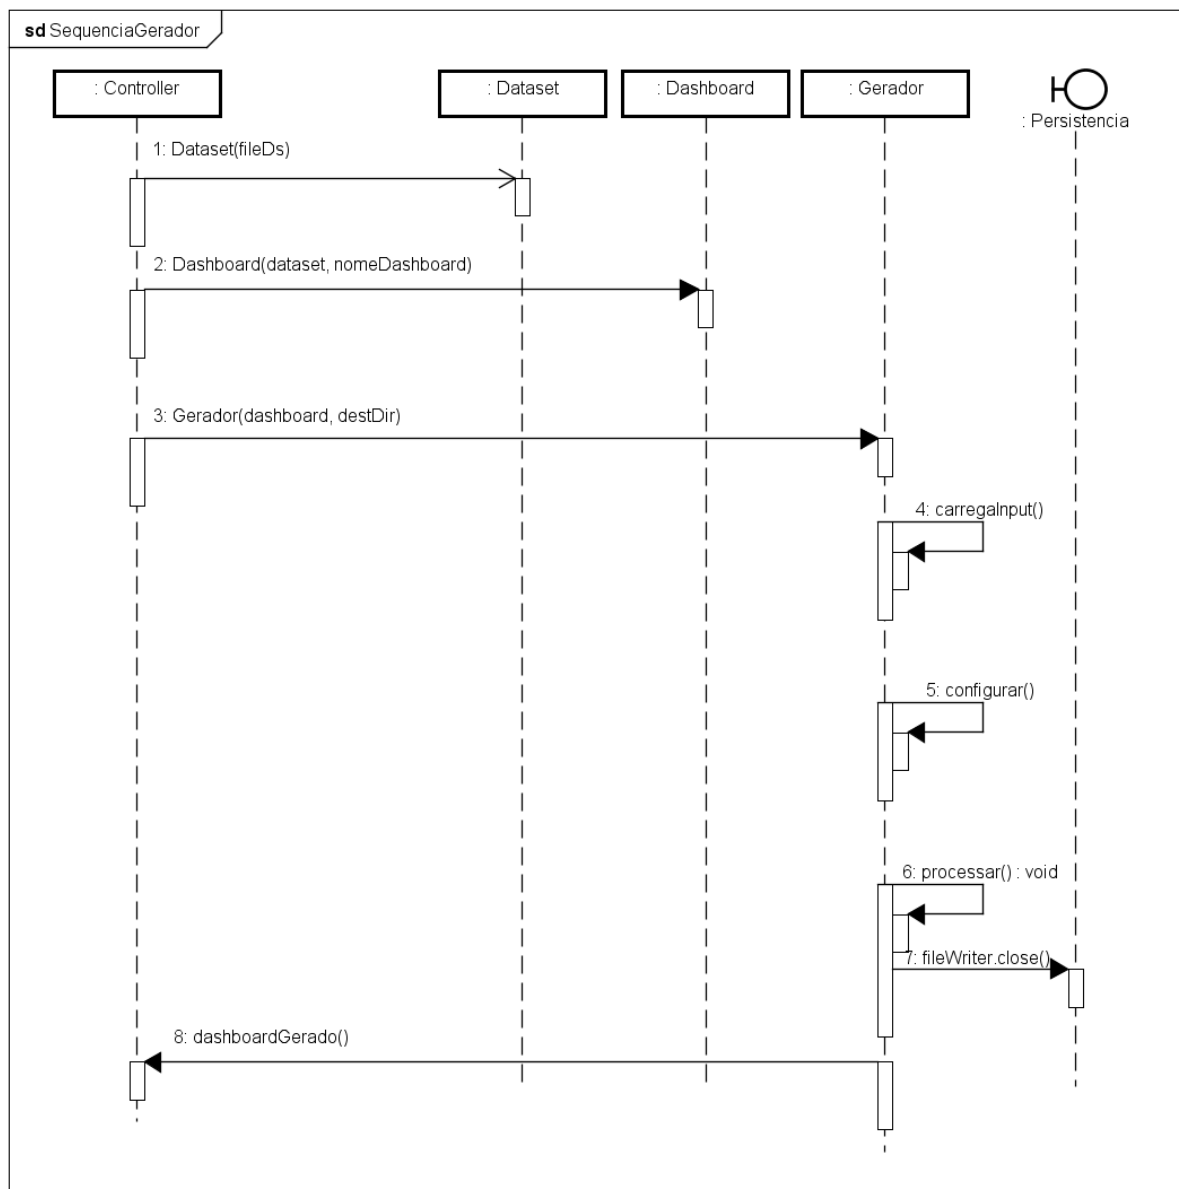 sd SequenciaGerador
: Controller
: Dataset
: Dashboard
: Gerador
: Persistencia
1: Dataset(fileDs)
2: Dashboard(dataset, nomeDashboard)
3: Gerador(dashboard, destDir)
4: carregaInput()
5: configurar()
6: processar() : void
7: fileWriter.close()
8: dashboardGerado()